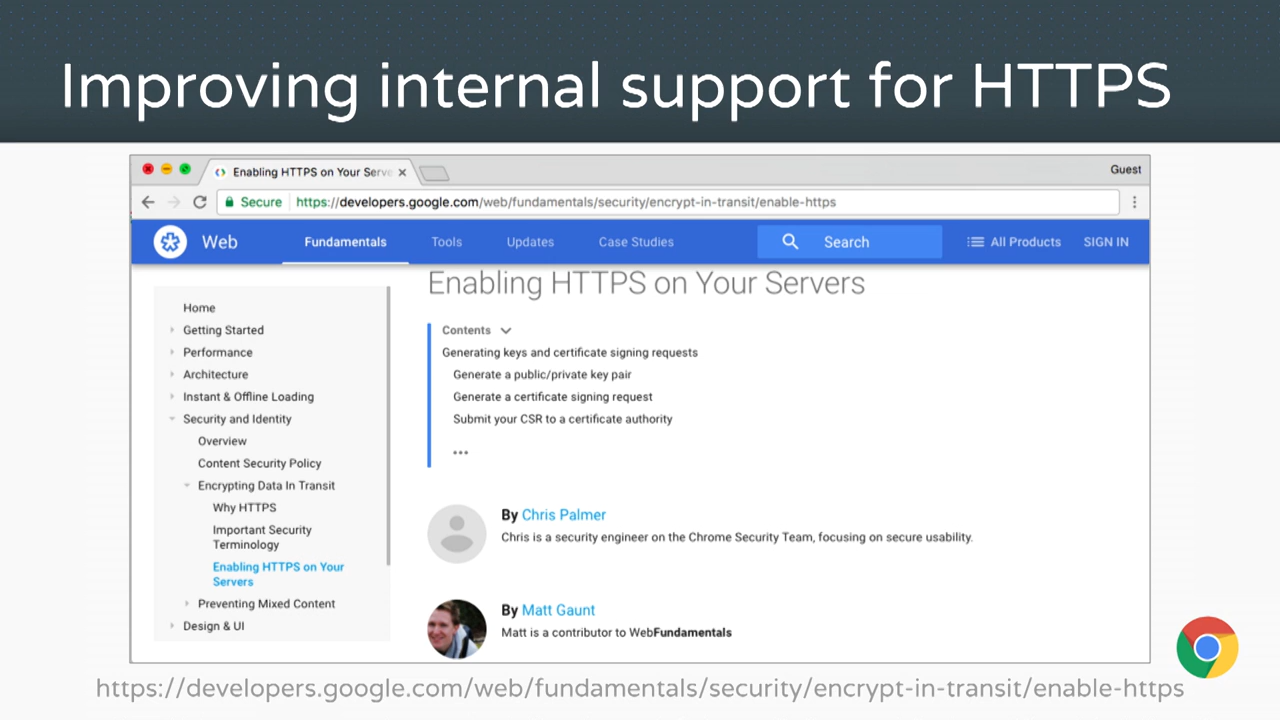 Improving internal support for HTTPS
Enabling HTTPS on Your Serve
Guest
Secure https://developers.google.com/web/fundamentals/security/encrypt-in-transit/enable-https
Web Fundamentals Tools Updates Case Studies Search All Products SIGN IN
Home
Getting Started
Performance
Architecture
Instant & Offline Loading
Security and Identity
Overview
Content Security Policy
Encrypting Data In Transit
Why HTTPS
Important Security
Terminology
Enabling HTTPS on Your
Servers
Preventing Mixed Content
Design & UI
Enabling HTTPS on Your Servers
Contents
Generating keys and certificate signing requests
Generate a public/private key pair
Generate a certificate signing request
Submit your CSR to a certificate authority
•••
By Chris Palmer
Chris is a security engineer on the Chrome Security Team, focusing on secure usability.
By Matt Gaunt
Matt is a contributor to WebFundamentals
https://developers.google.com/web/fundamentals/security/encrypt-in-transit/enable-https